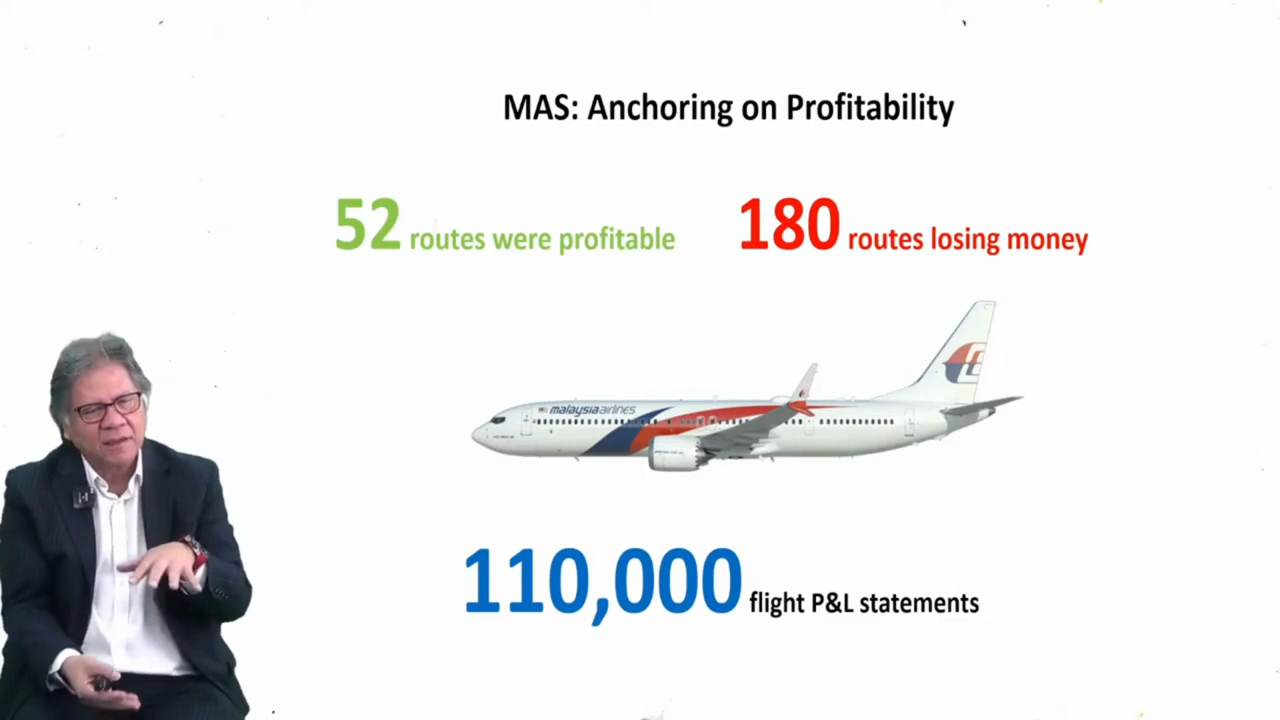 MAS: Anchoring on Profitability
52 routes were profitable
180 routes losing money
malaysia airlines
110,000 flight P&L statements